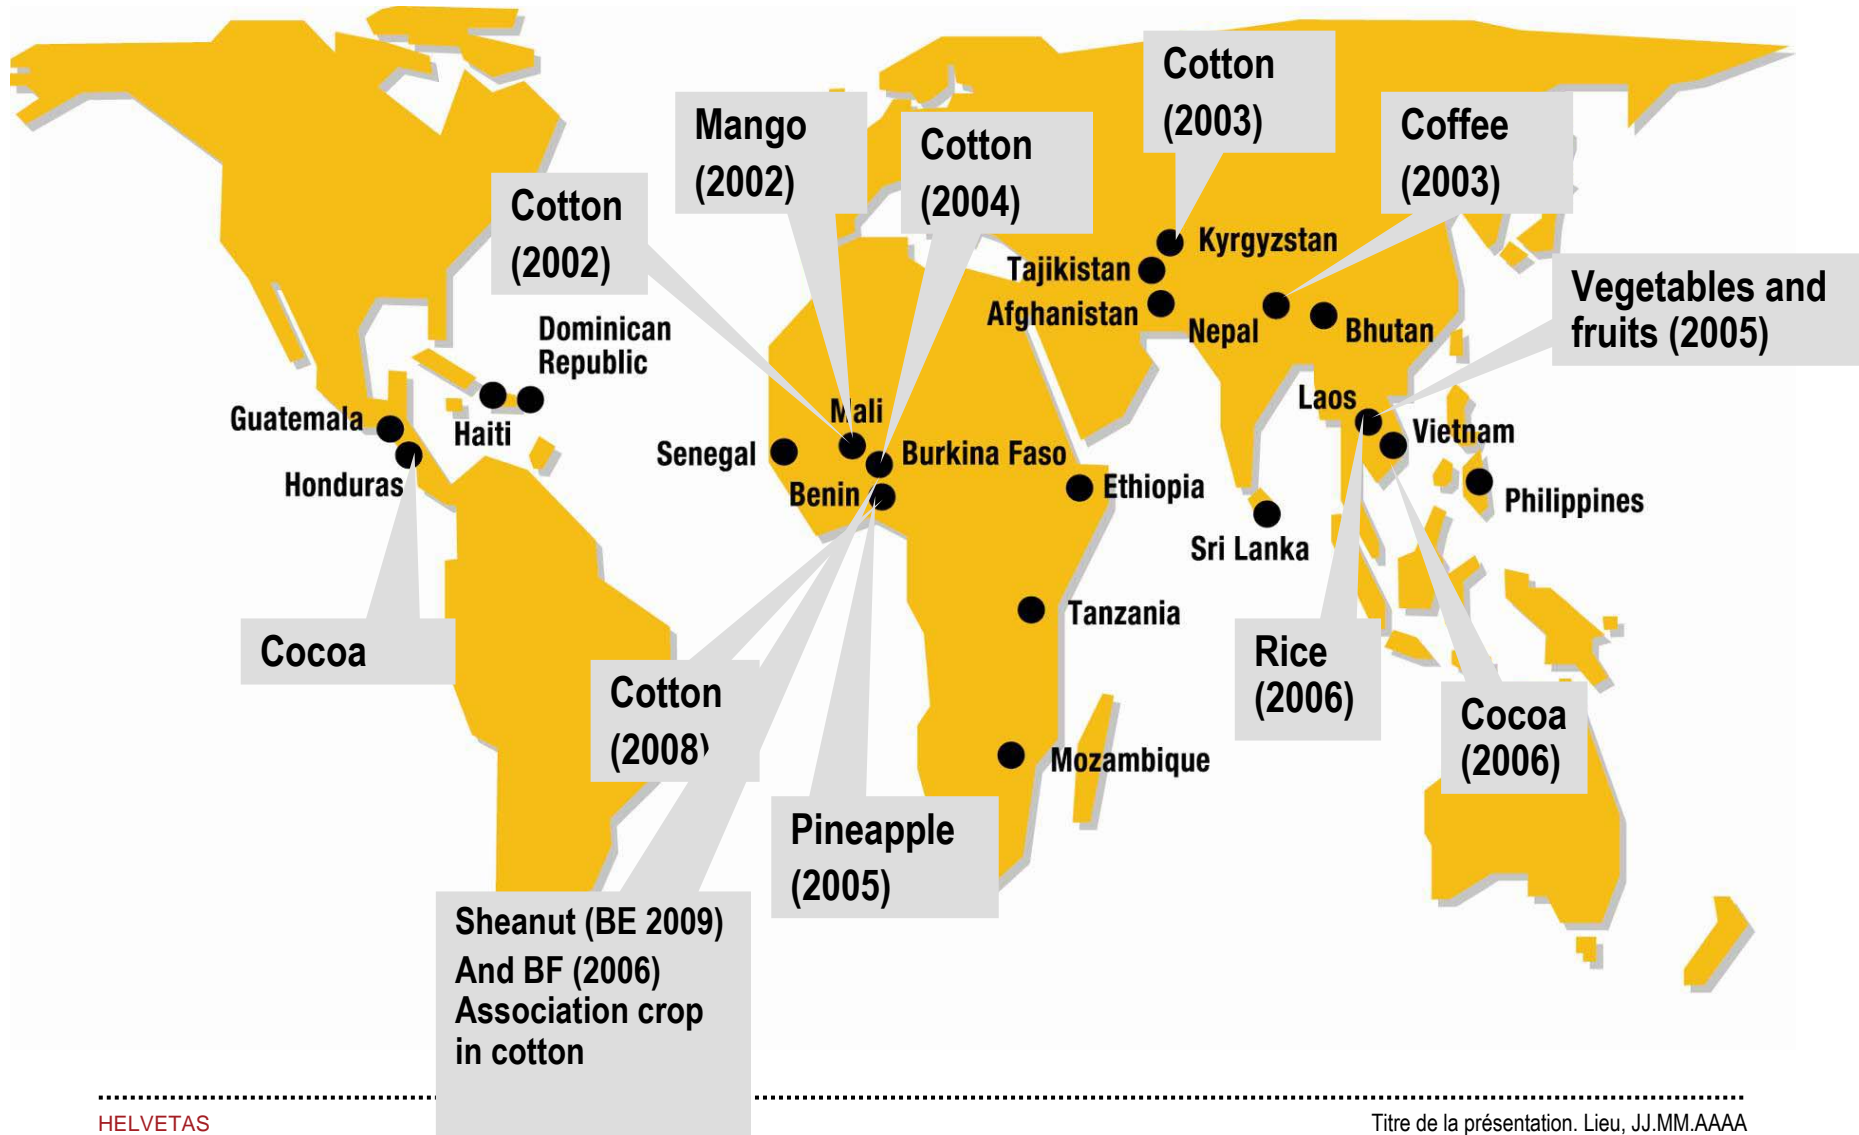 Cotton
(2003)
Mango
(2002)
Cotton
(2004)
Coffee
(2003)
Cotton
(2002)
Kyrgyzstan
Tajikistan
Afghanistan
Nepal
Bhutan
Vegetables and
fruits (2005)
Dominican
Republic
Guatemala
Haiti
Honduras
Mali
Senegal
Burkina Faso
Benin
Ethiopia
Laos
Vietnam
Philippines
Sri Lanka
Tanzania
Mozambique
Cocoa
Cotton
(2008)
Rice
(2006)
Cocoa
(2006)
Pineapple
(2005)
Sheanut (BE 2009)
And BF (2006)
Association crop
in cotton
HELVETAS
Titre de la présentation. Lieu, JJ.MM.AAAA